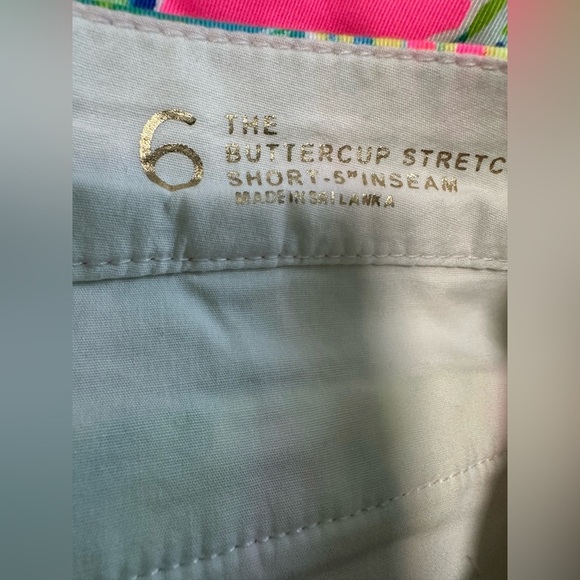 6
THE
BUTTERCUP STRETC
SHORT-5" INSEAM
MADE IN SRI LANKA